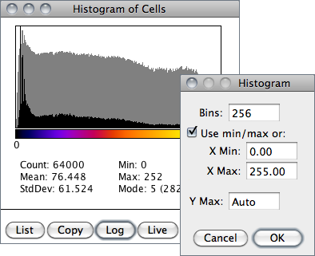 Histogram of Cells
0
Count: 64000 Min: 0
Mean: 76.448 Max: 252
StdDev: 61.524 Mode: 5 (282
List Copy Log Live
Histogram
Bins: 256
Use min/max or:
X Min: 0.00
X Max: 255.00
Y Max: Auto
Cancel OK